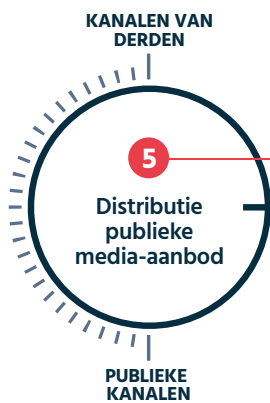 KANALEN VAN
DERDEN
5
Distributie
publieke
media-aanbod
PUBLIEKE
KANALEN